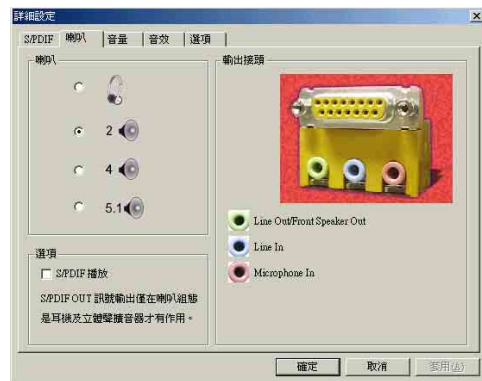 詳細設定
S/PDIF 喇叭 音量 音效 選項
喇叭
2
4
5.1
選項
S/PDIF 播放
S/PDIF OUT 訊號輸出僅在喇叭組態
是耳機及立體聲擴音器才有作用。
輸出接頭
Line Out/Front Speaker Out
Line In
Microphone In
確定 取消 套用(A)